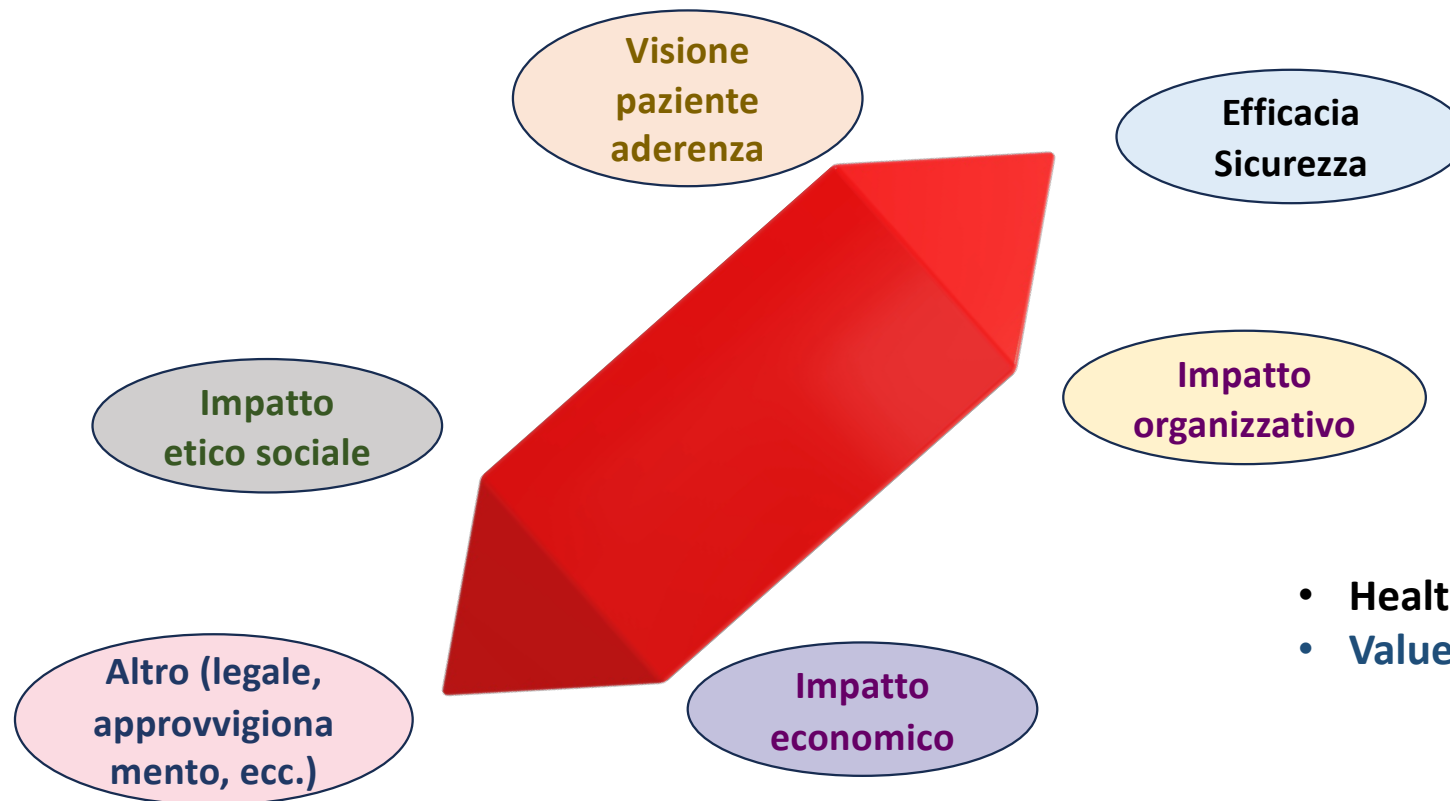 Visione
paziente
aderenza
Efficacia
Sicurezza
Impatto
etico sociale
Impatto
organizzativo
• Healt
• Value
Altro (legale,
approvvigiona
mento, ecc.)
Impatto
economico